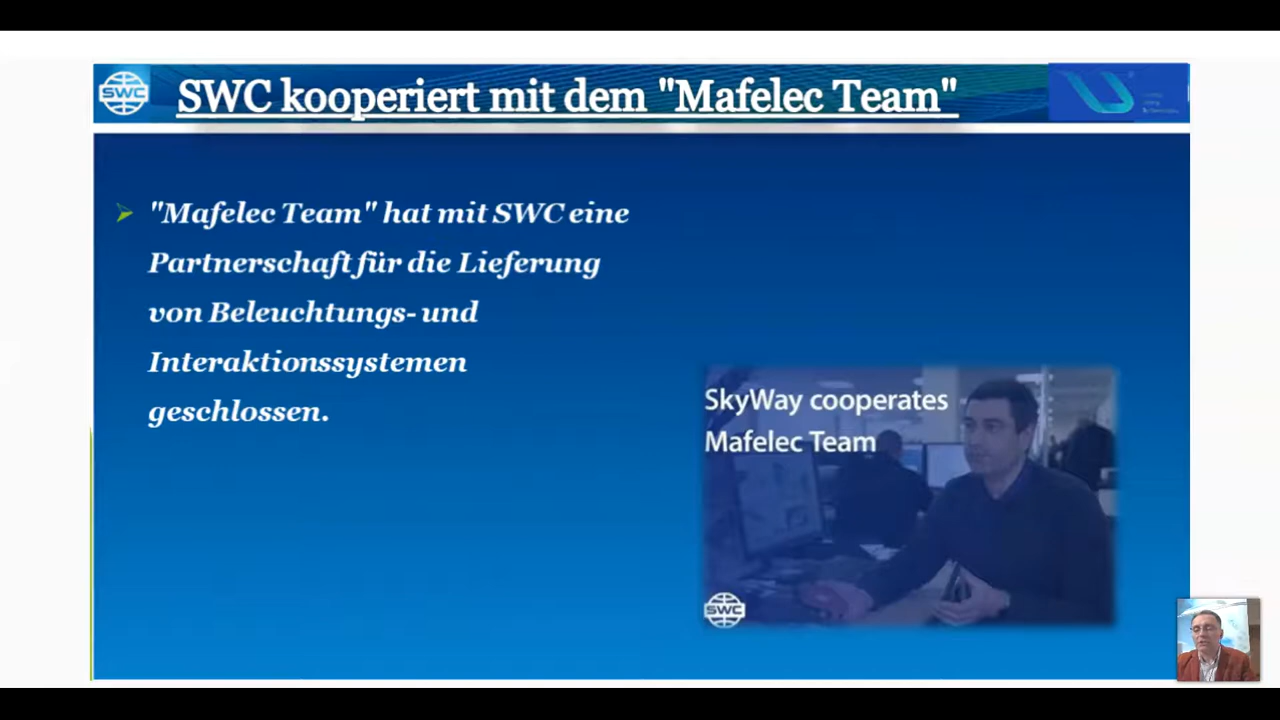 SWC
SWC kooperiert mit dem "Mafelec Team"
"Mafelec Team" hat mit SWC eine
Partnerschaft für die Lieferung
von Beleuchtungs- und
Interaktionssystemen
geschlossen.
SkyWay cooperates
Mafelec Team
SWC